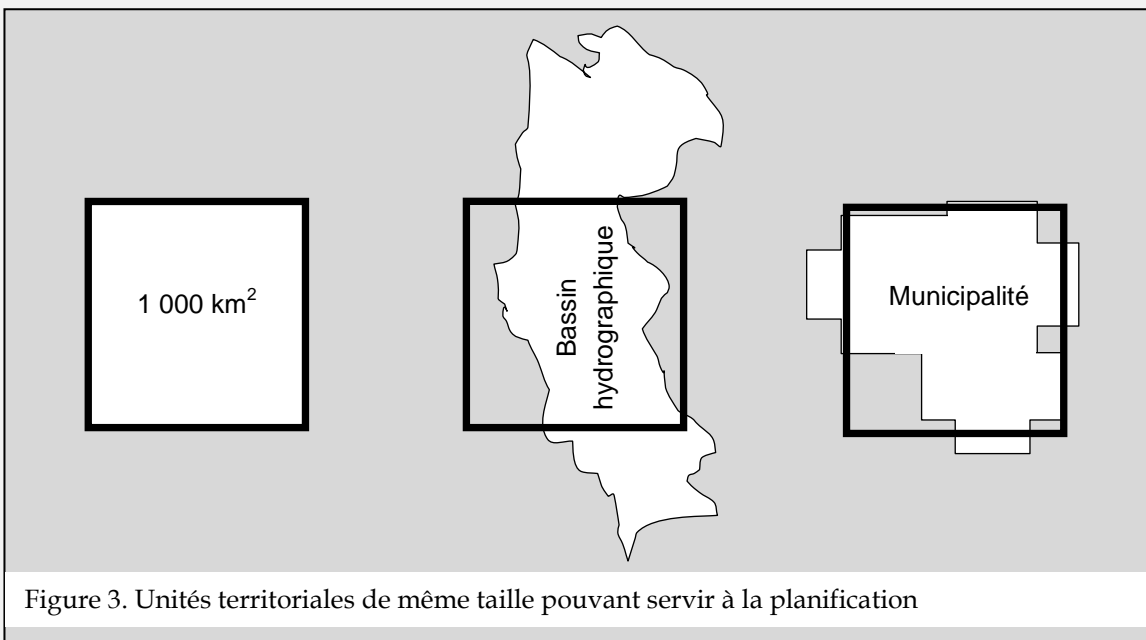 1 000 km²
Bassin
hydrographique
Municipalité
Figure 3. Unités territoriales de même taille pouvant servir à la planification